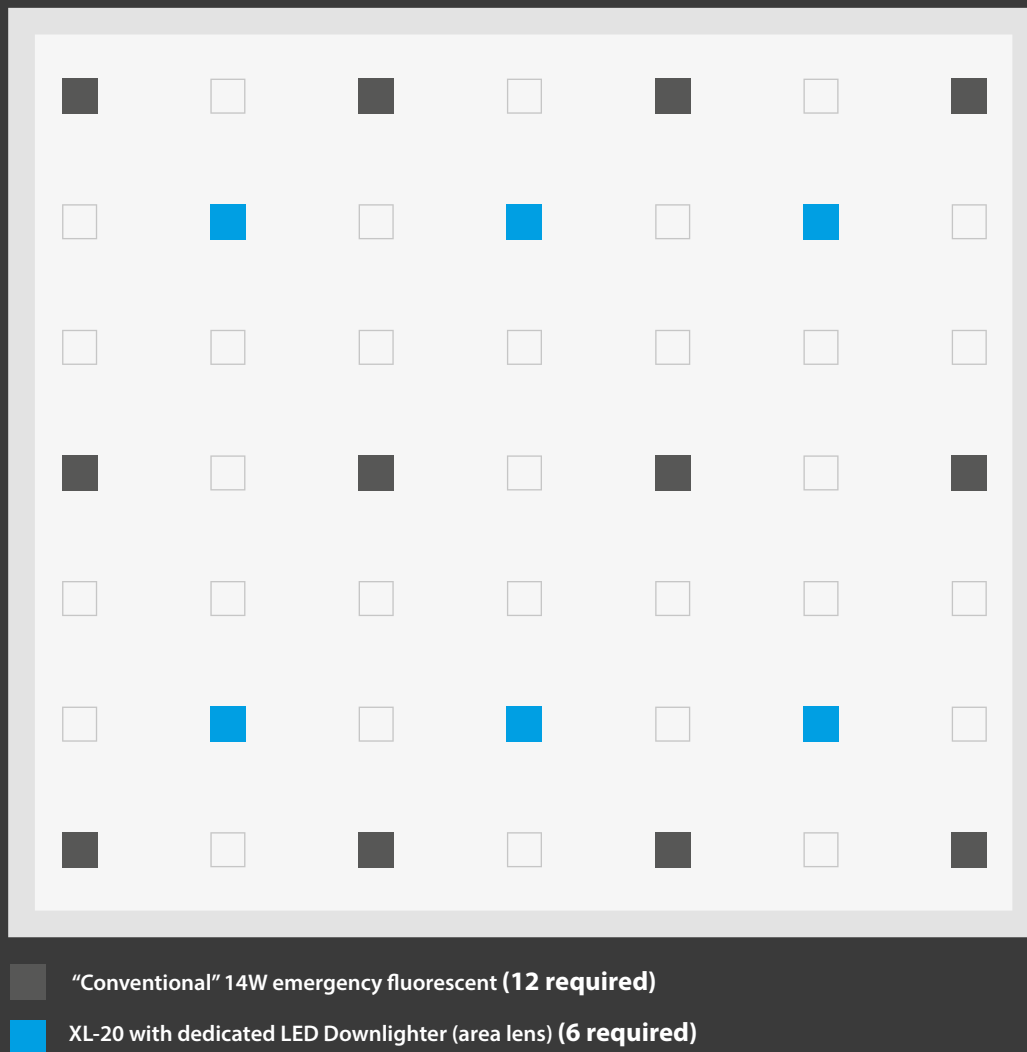 “Conventional” 14W emergency fluorescent (12 required)
XL-20 with dedicated LED Downlighter (area lens) (6 required)